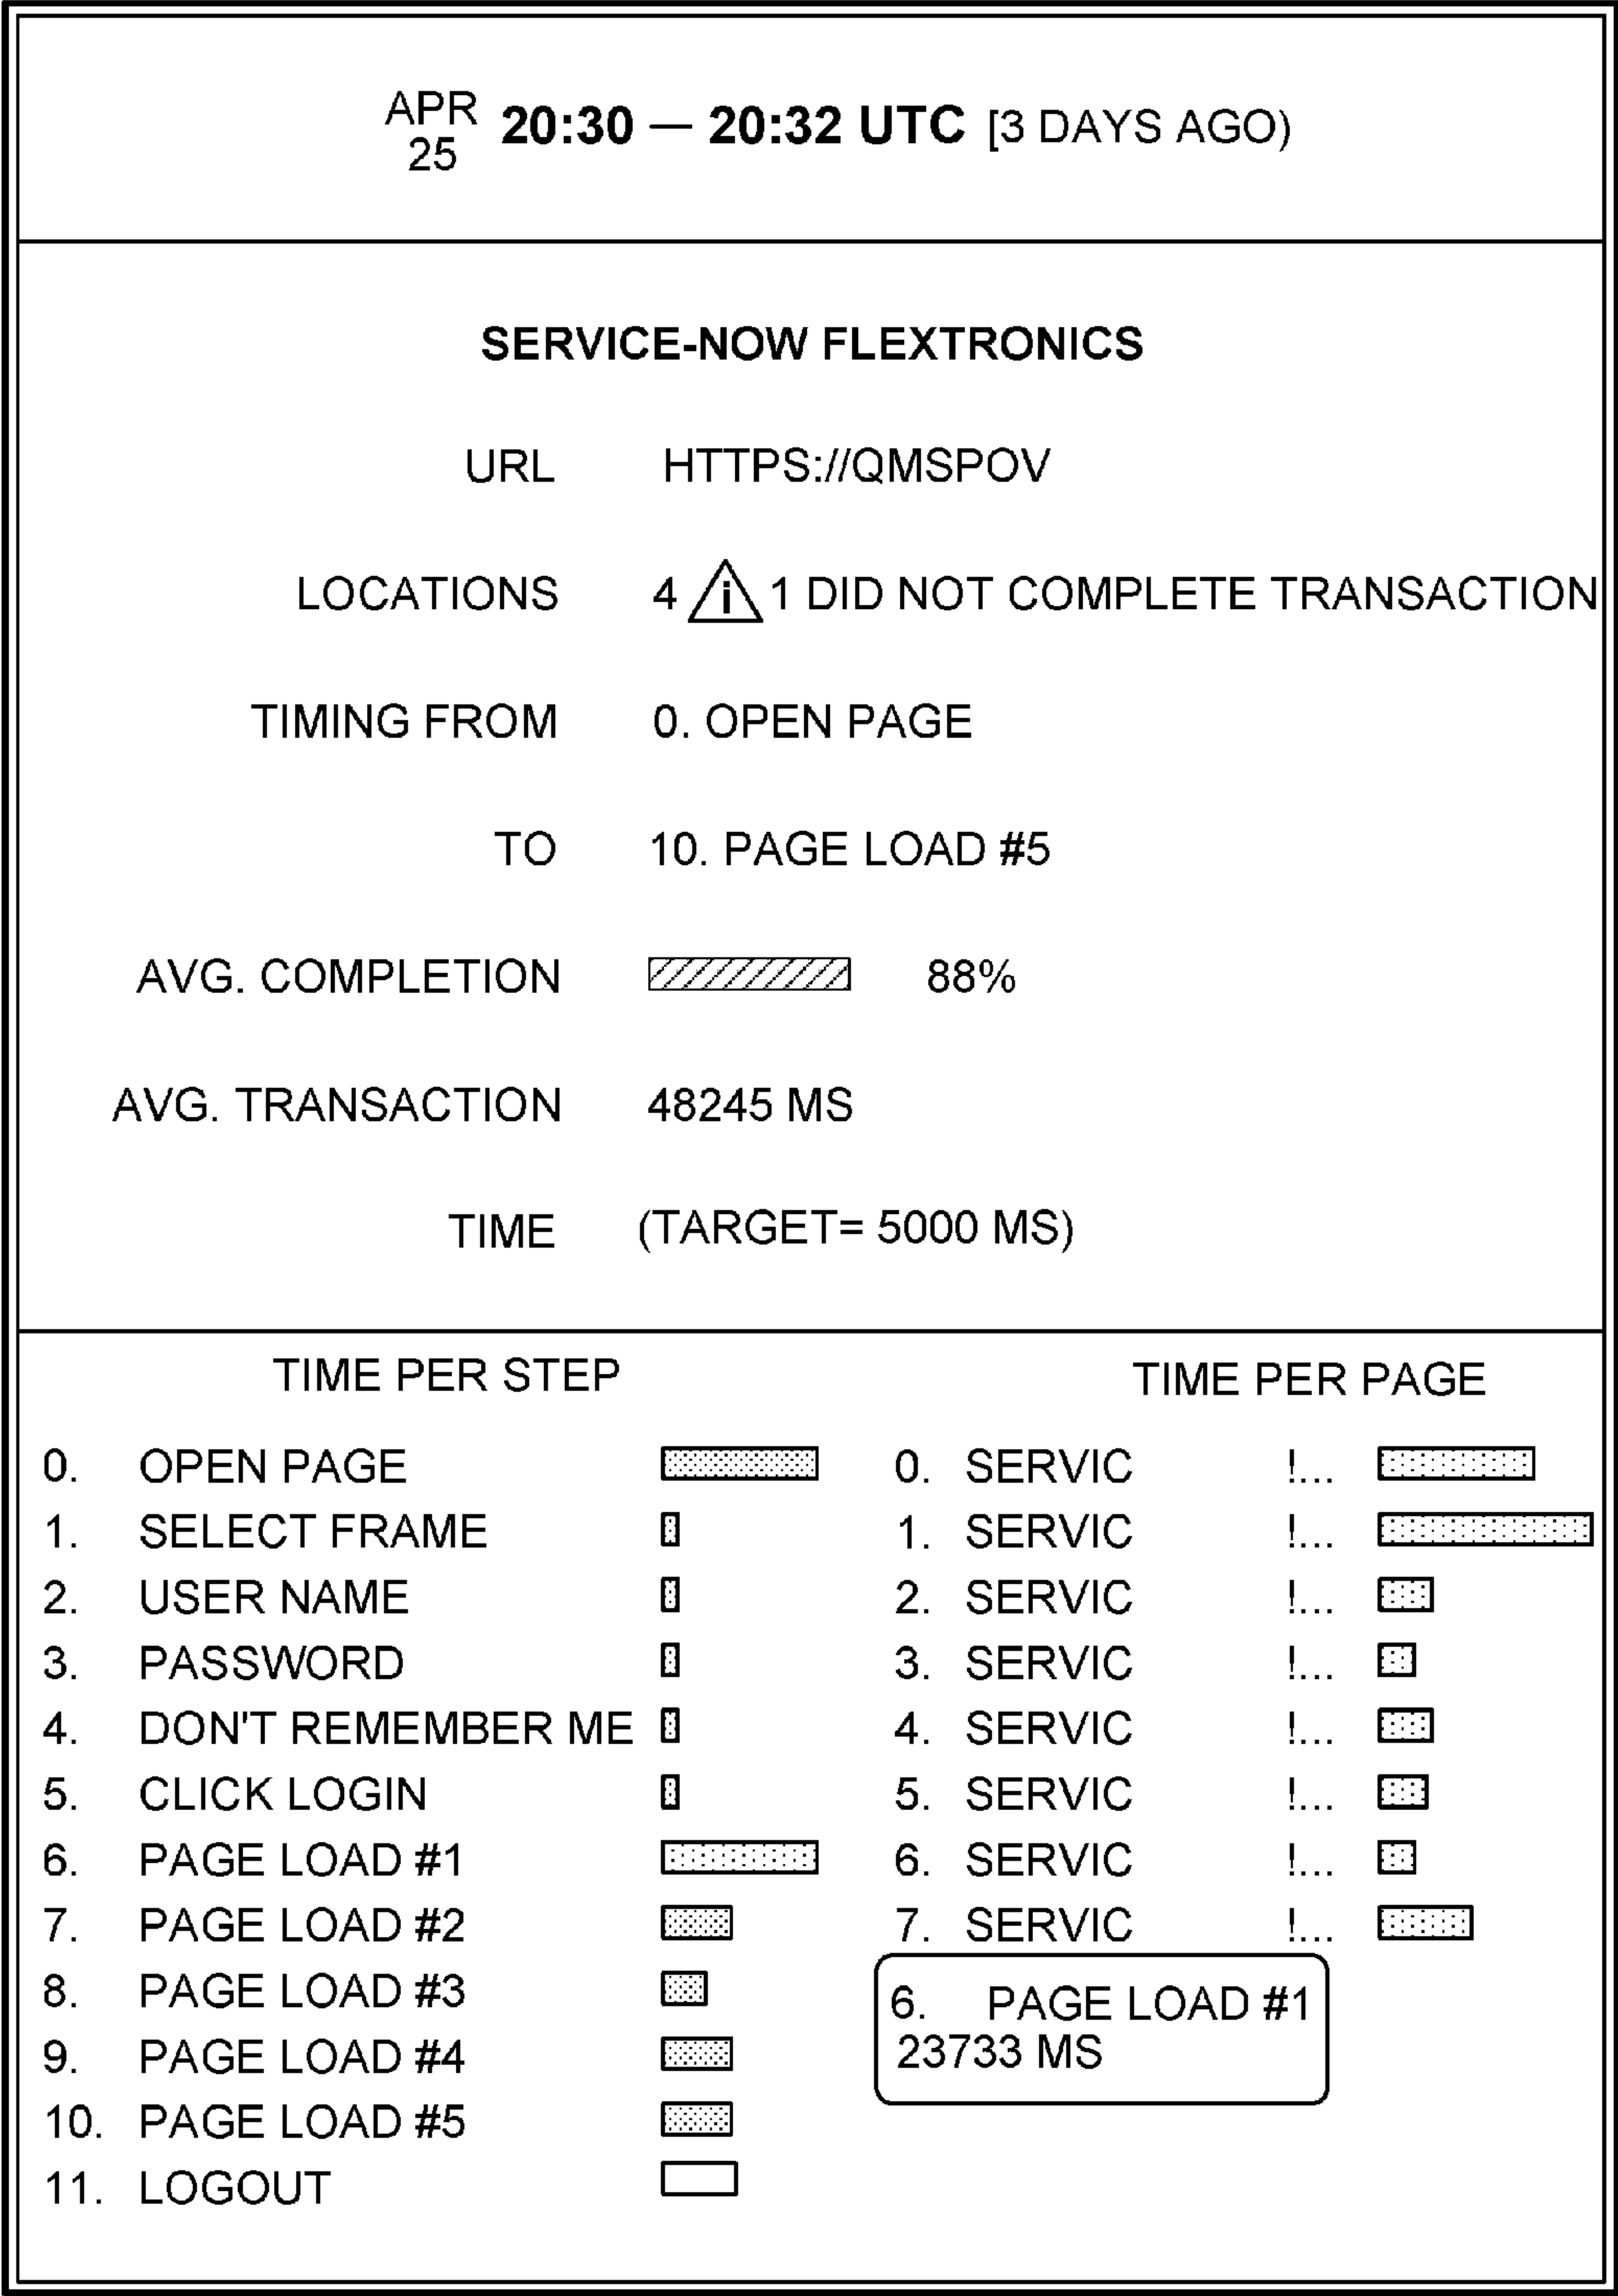 APR
25
20:30 — 20:32 UTC [3 DAYS AGO)
SERVICE-NOW FLEXTRONICS
URL HTTPS://QMSPOV
LOCATIONS 4 i 1 DID NOT COMPLETE TRANSACTION
TIMING FROM 0. OPEN PAGE
TO 10. PAGE LOAD #5
AVG. COMPLETION 88%
AVG. TRANSACTION 48245 MS
TIME (TARGET= 5000 MS)
TIME PER STEP
0. OPEN PAGE
1. SELECT FRAME
2. USER NAME
3. PASSWORD
4. DON'T REMEMBER ME
5. CLICK LOGIN
6. PAGE LOAD #1
7. PAGE LOAD #2
8. PAGE LOAD #3
9. PAGE LOAD #4
10. PAGE LOAD #5
11. LOGOUT
TIME PER PAGE
0. SERVIC !...
1. SERVIC !...
2. SERVIC !...
3. SERVIC !...
4. SERVIC !...
5. SERVIC !...
6. SERVIC !...
7. SERVIC !...
6. PAGE LOAD #1
23733 MS